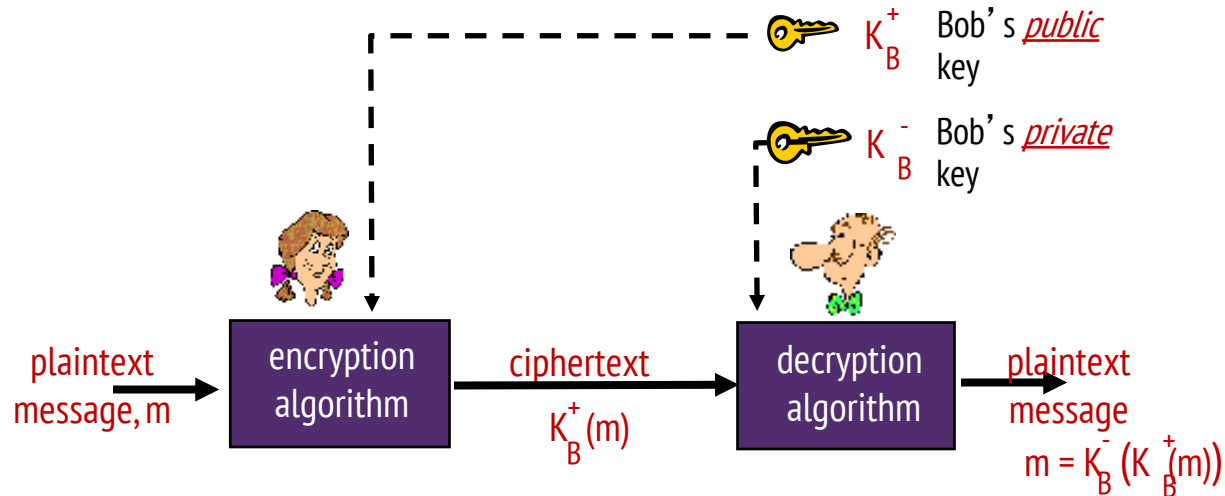 K_B^+ Bob's public
key
K_B^- Bob's private
key
plaintext
message, m
encryption
algorithm
ciphertext
K_B^+(m)
decryption
algorithm
plaintext
message
m = K_B^-(K_B^+(m))